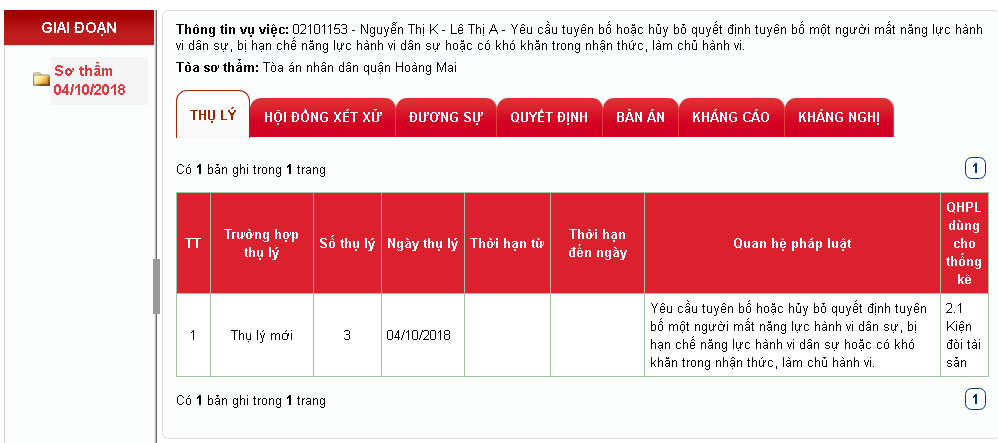 GIAI ĐOẠN
Sơ thẩm
04/10/2018
Thông tin vụ việc: 02101153 - Nguyễn Thị K - Lê Thị A - Yêu cầu tuyên bố hoặc hủy bỏ quyết định tuyên bố một người mất năng lực hành
vi dân sự, bị hạn chế năng lực hành vi dân sự hoặc có khó khăn trong nhận thức, làm chủ hành vi.
Tòa sơ thẩm: Tòa án nhân dân quận Hoàng Mai
THỤ LÝ
HỘI ĐỒNG XÉT XỬ
ĐƯƠNG SỰ
QUYẾT ĐỊNH
BẢN ÁN
KHÁNG CÁO
KHÁNG NGHỊ
Có 1 bản ghi trong 1 trang
1
TT
Trường hợp
thụ lý
Số thụ lý
Ngày thụ lý
Thời hạn từ
Thời hạn
đến ngày
Quan hệ pháp luật
QHPL
dùng
cho
thống
kê
1
Thụ lý mới
3
04/10/2018
Yêu cầu tuyên bố hoặc hủy bỏ quyết định tuyên
bố một người mất năng lực hành vi dân sự, bị
hạn chế năng lực hành vi dân sự hoặc có khó
khăn trong nhận thức, làm chủ hành vi.
2.1
Kiện
đòi tài
sản
Có 1 bản ghi trong 1 trang
1